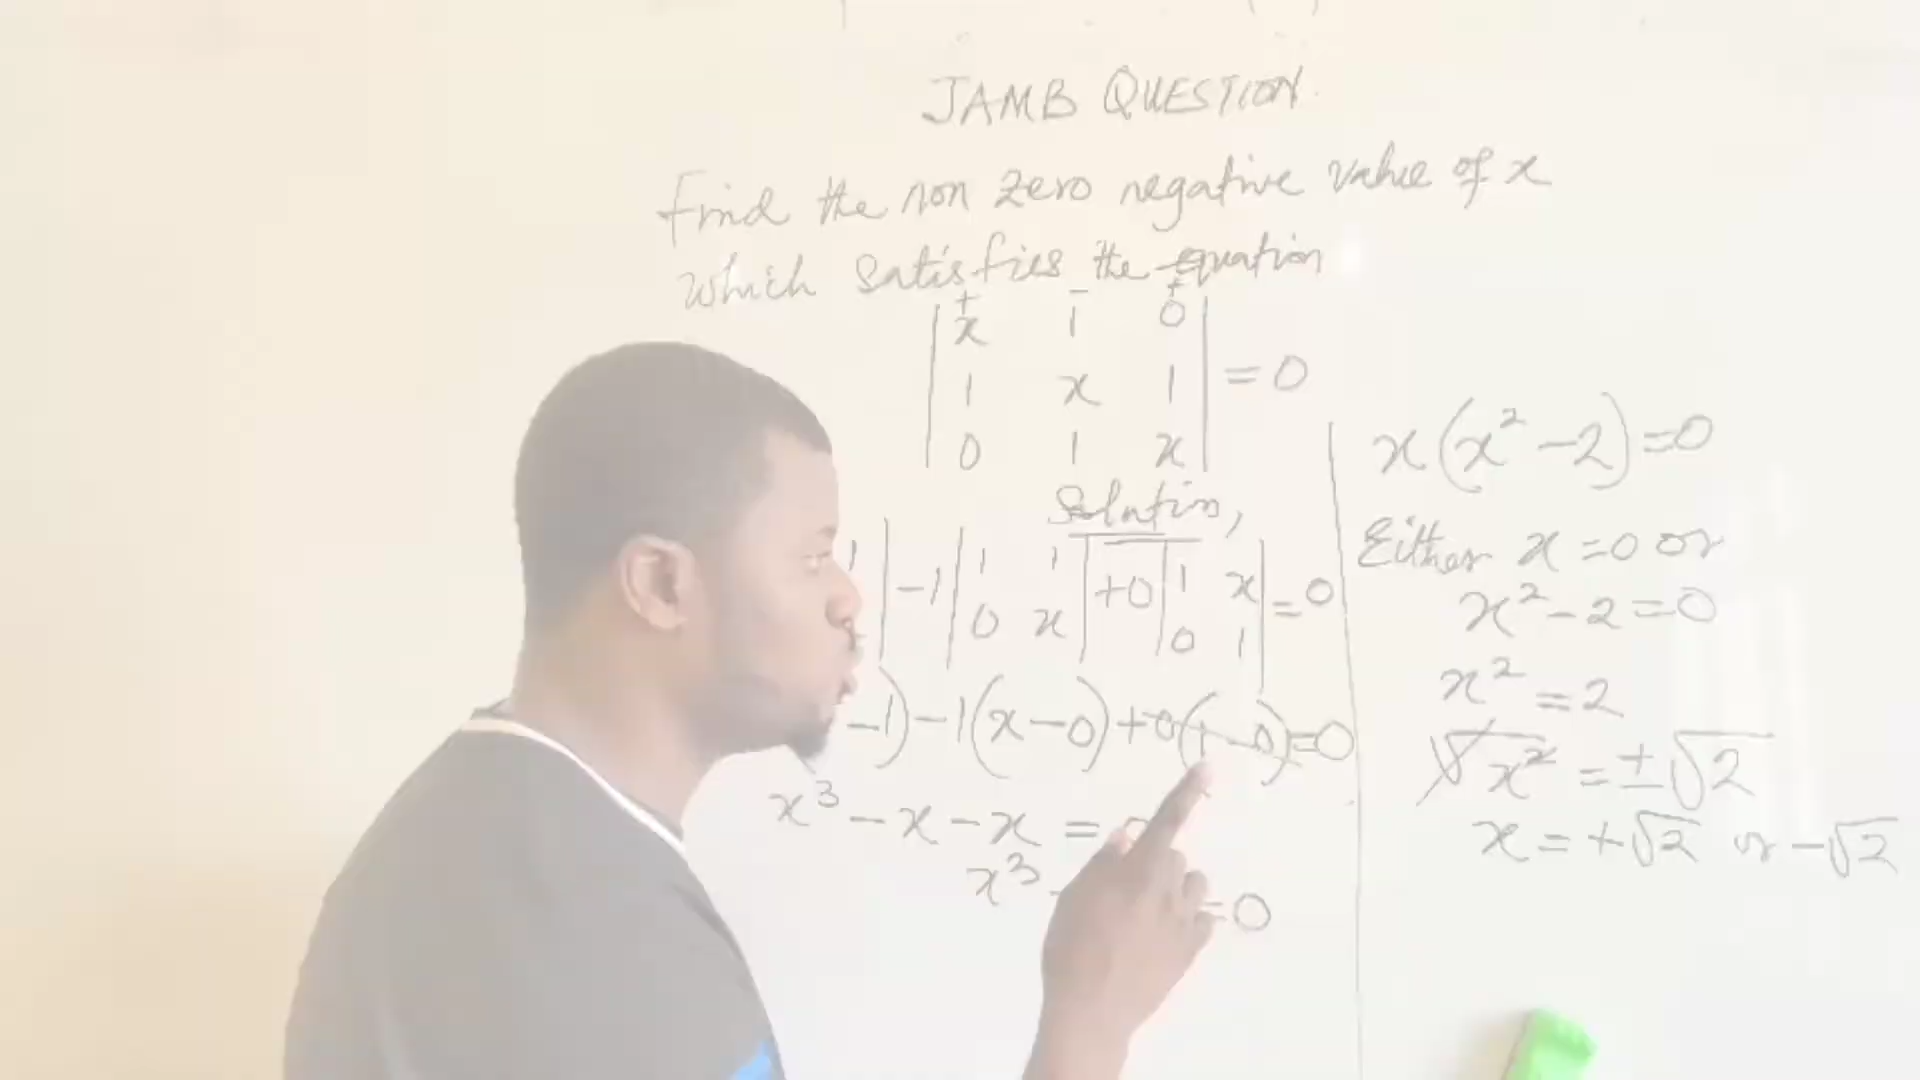 JAMB QUESTION
Find the non zero negative value of x
which satisfies the equation
+ − +
| x 1 0 |
| 1 x 1 | = 0
| 0 1 x |
Solution,
1 | −1 | 1 1 | +0 | 1 x | = 0
| 0 x | | 0 1 |
−1) −1(x − 0) + 0(1 − 0) = 0
x³ − x − x =
x³ = 0
x(x² − 2) = 0
Either x = 0 or
x² − 2 = 0
x² = 2
√x² = ±√2
x = +√2 or −√2